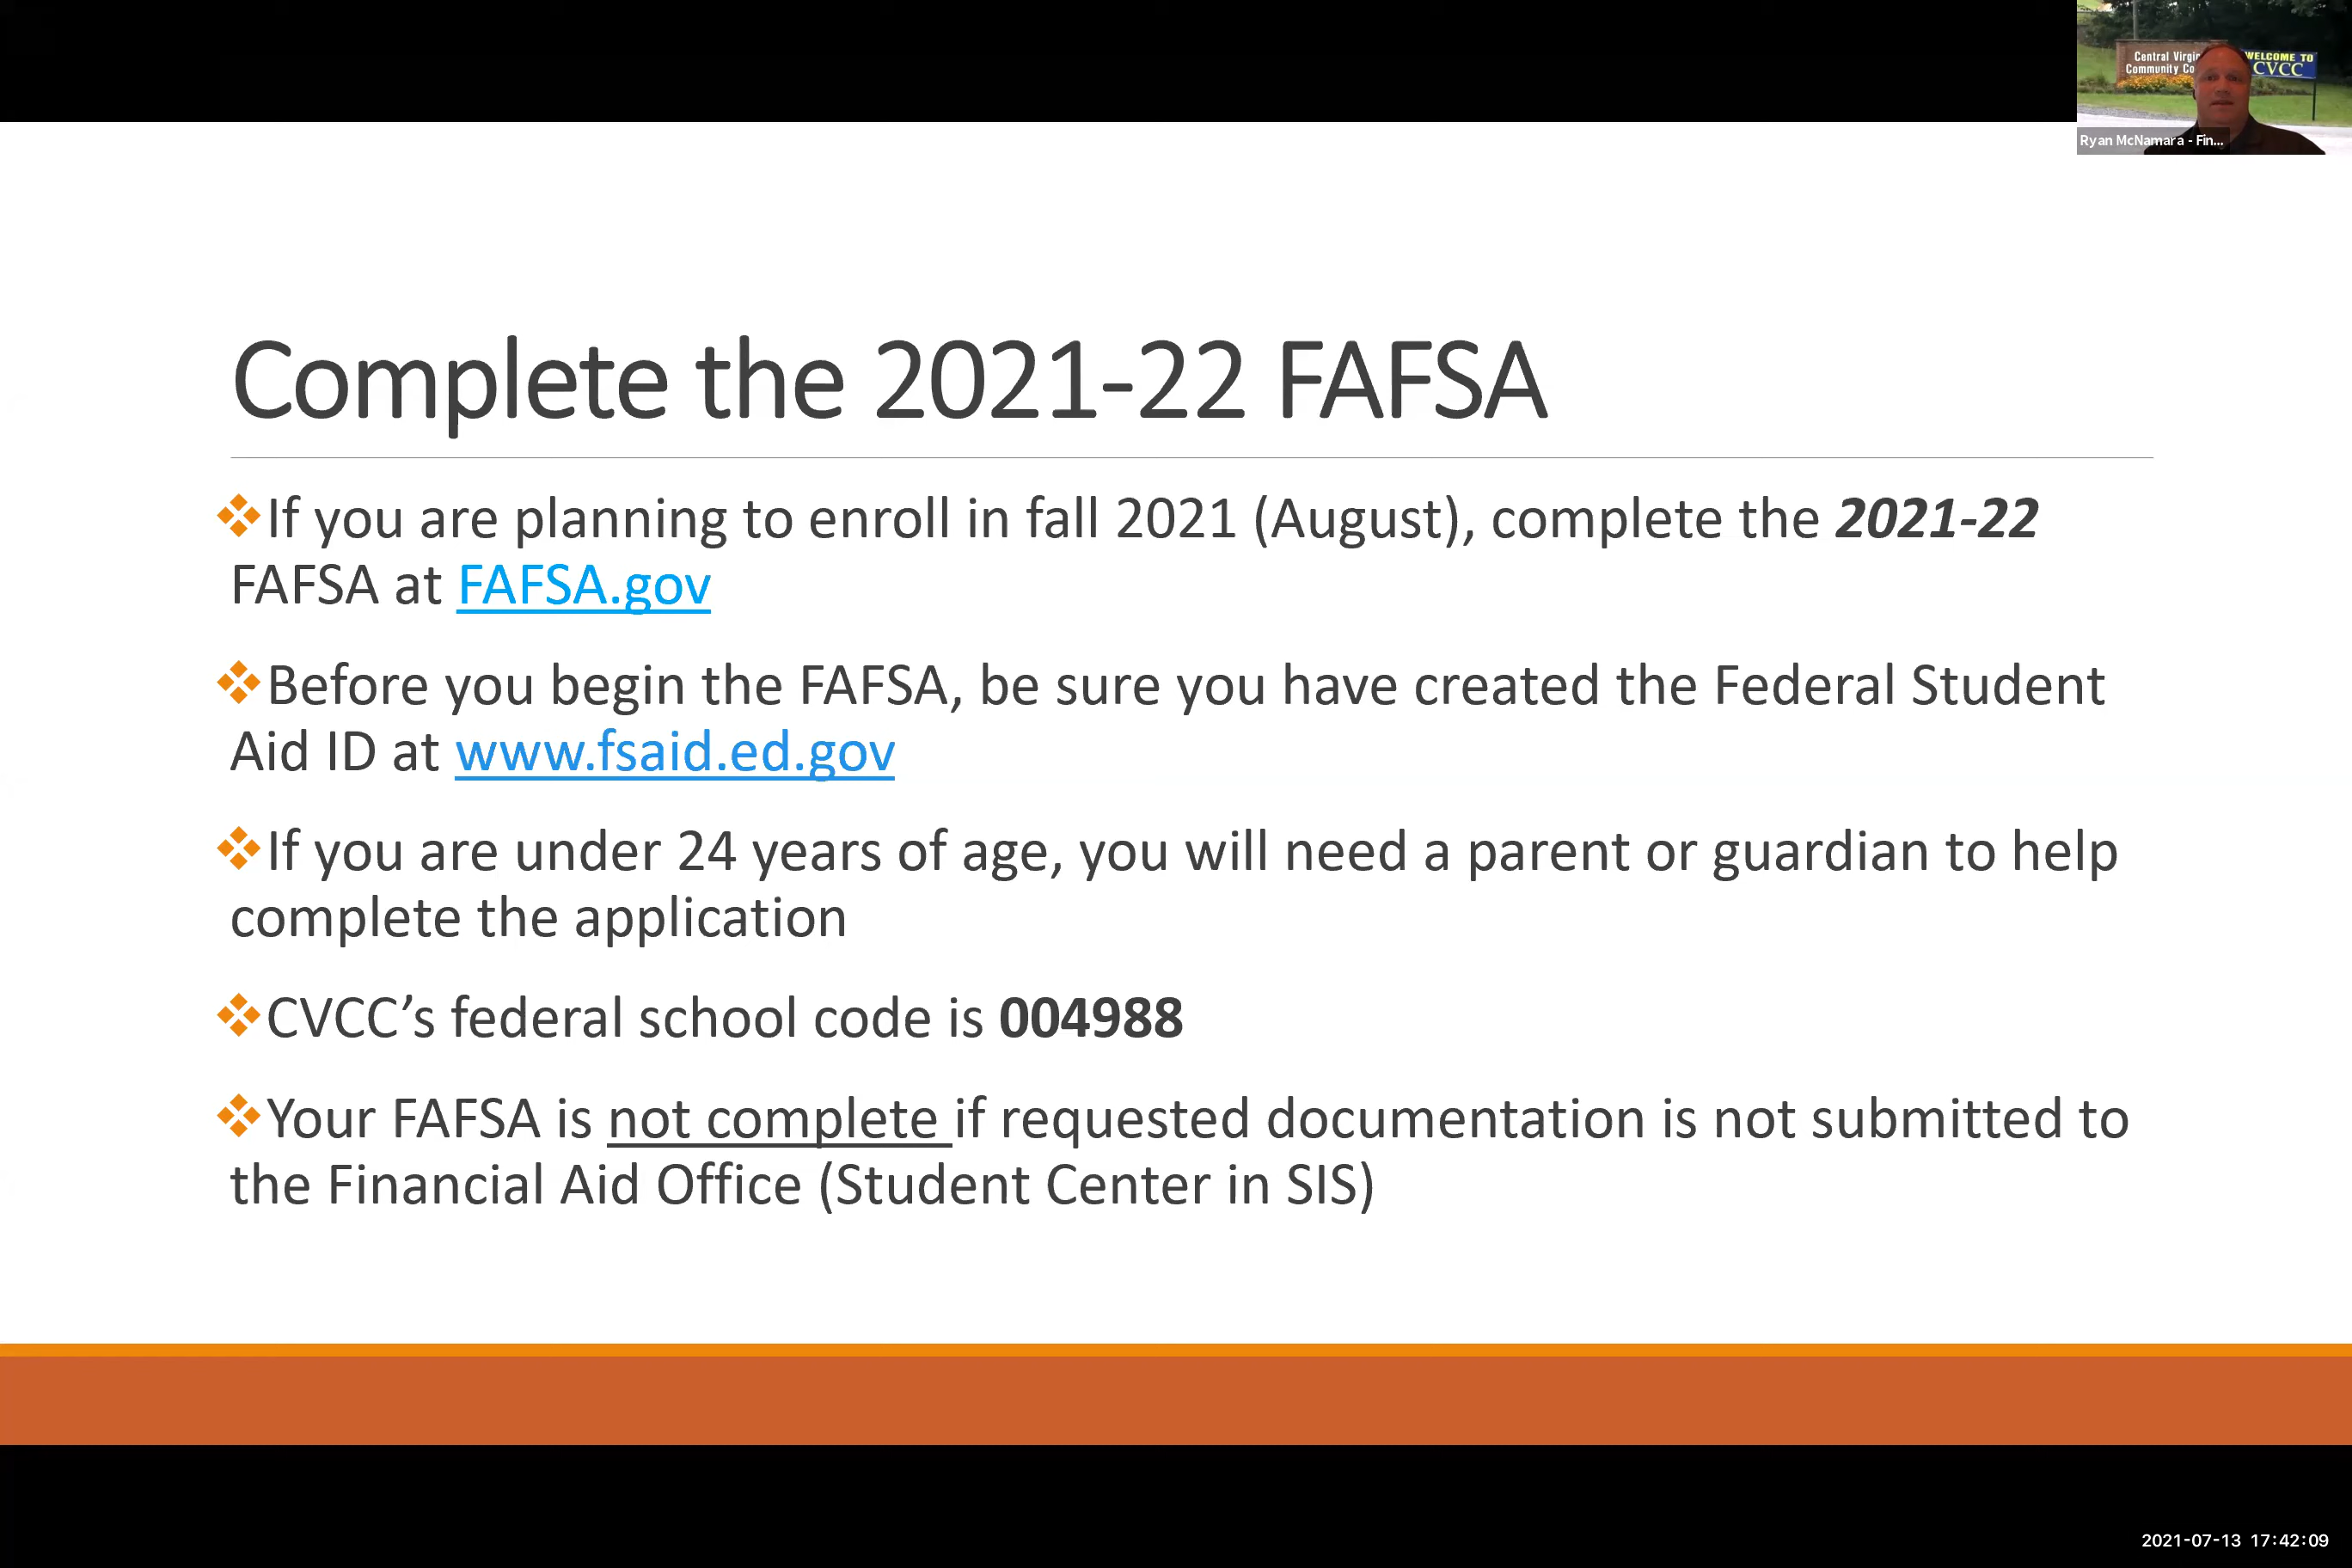 Central Virgi
Community Co
WELCOME TO
CVCC
Ryan McNamara - Fin...
Complete the 2021-22 FAFSA
❖If you are planning to enroll in fall 2021 (August), complete the 2021-22
FAFSA at FAFSA.gov
❖Before you begin the FAFSA, be sure you have created the Federal Student
Aid ID at www.fsaid.ed.gov
❖If you are under 24 years of age, you will need a parent or guardian to help
complete the application
❖CVCC’s federal school code is 004988
❖Your FAFSA is not complete if requested documentation is not submitted to
the Financial Aid Office (Student Center in SIS)
2021-07-13 17:42:09